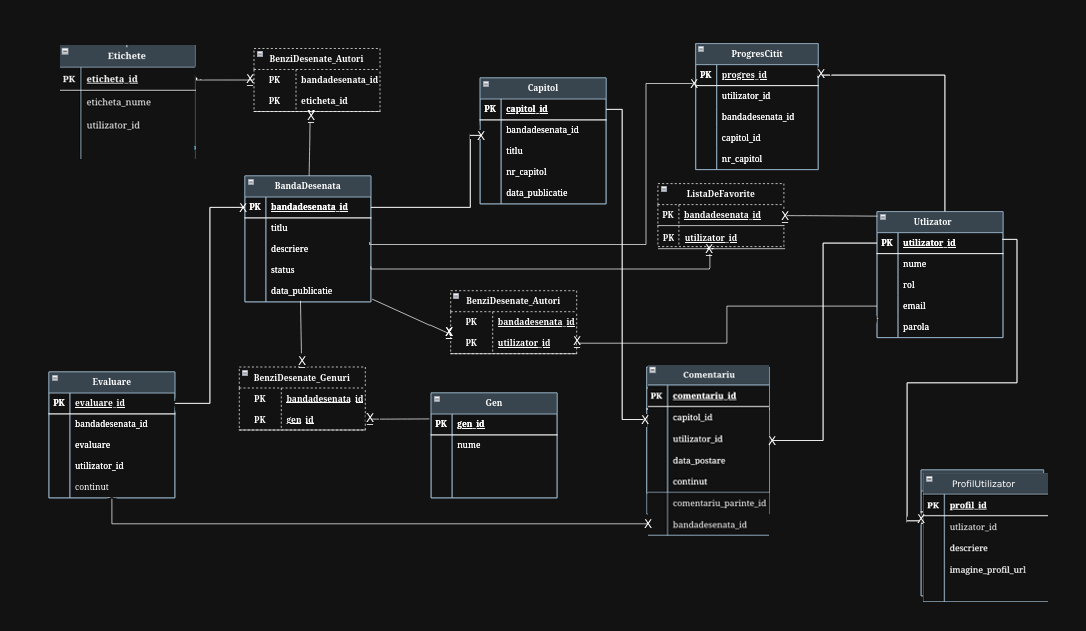 Etichete
PK eticheta_id
eticheta_nume
utilizator_id
BenziDesenate_Autori
PK bandadesenata_id
PK eticheta_id
Capitol
PK capitol_id
bandadesenata_id
titlu
nr_capitol
data_publicatie
ProgresCitit
PK progres_id
utilizator_id
bandadesenata_id
capitol_id
nr_capitol
BandaDesenata
PK bandadesenata_id
titlu
descriere
status
data_publicatie
ListaDeFavorite
PK bandadesenata_id
PK utilizator_id
Utlizator
PK utilizator_id
nume
rol
email
parola
BenziDesenate_Autori
PK bandadesenata_id
PK utilizator_id
Evaluare
PK evaluare_id
bandadesenata_id
evaluare
utilizator_id
continut
BenziDesenate_Genuri
PK bandadesenata_id
PK gen_id
Gen
PK gen_id
nume
Comentariu
PK comentariu_id
capitol_id
utilizator_id
data_postare
continut
comentariu_parinte_id
bandadesenata_id
ProfilUtilizator
PK profil_id
utlizator_id
descriere
imagine_profil_url